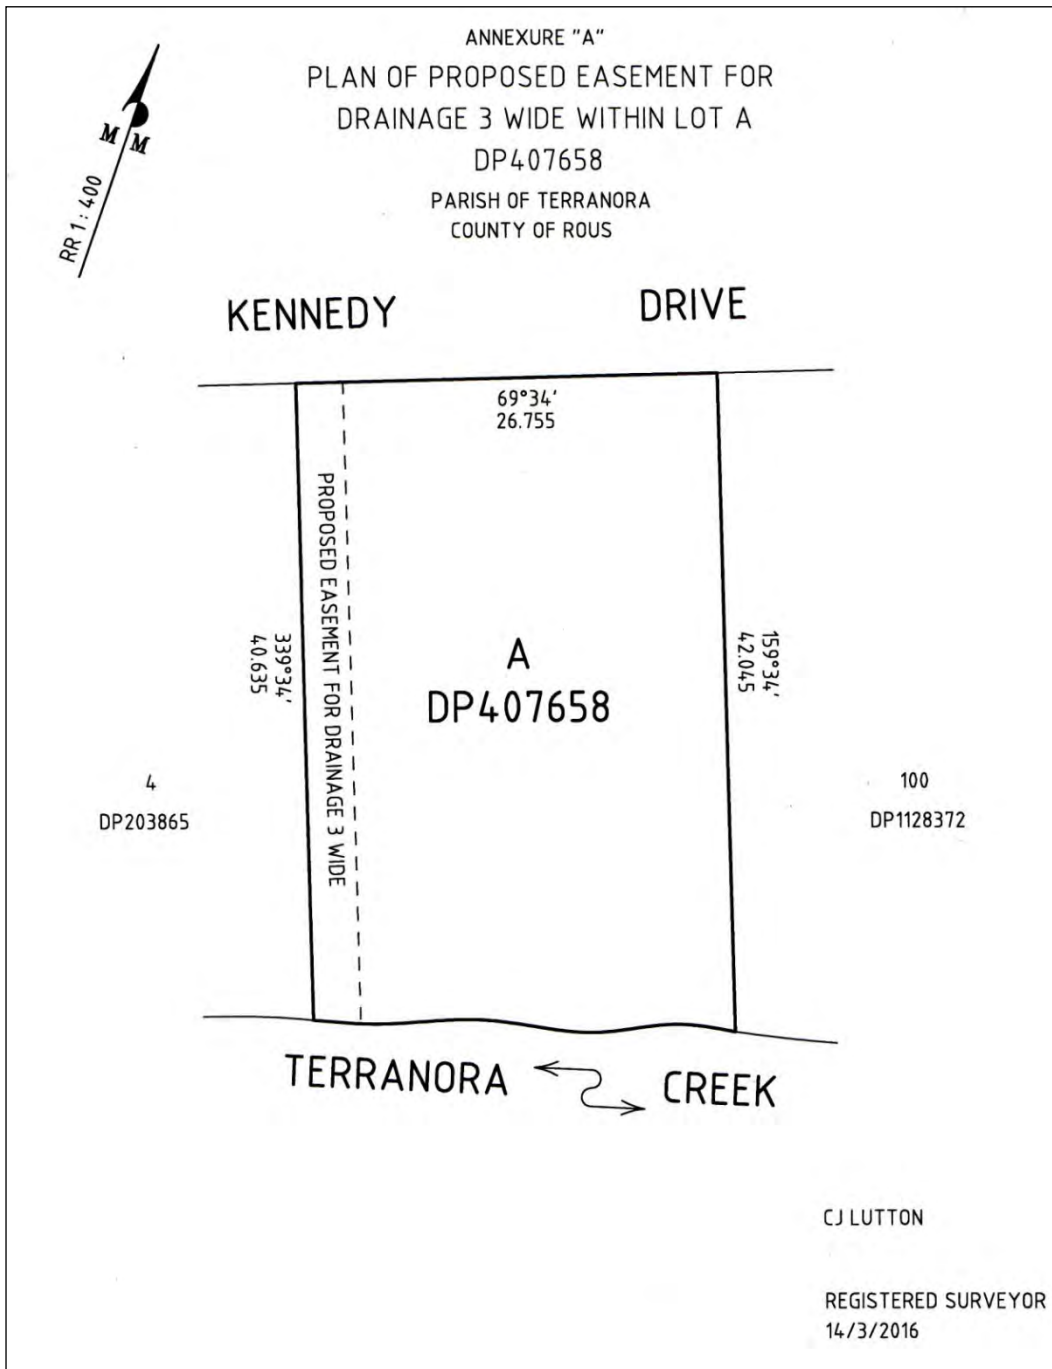 ANNEXURE "A"
PLAN OF PROPOSED EASEMENT FOR
DRAINAGE 3 WIDE WITHIN LOT A
DP407658
PARISH OF TERRANORA
COUNTY OF ROUS
M M
RR 1:400
KENNEDY DRIVE
69°34'
26.755
PROPOSED EASEMENT FOR DRAINAGE 3 WIDE
339°34'
40.635
A
DP407658
159°34'
42.045
4
DP203865
100
DP1128372
TERRANORA CREEK
CJ LUTTON
REGISTERED SURVEYOR
14/3/2016